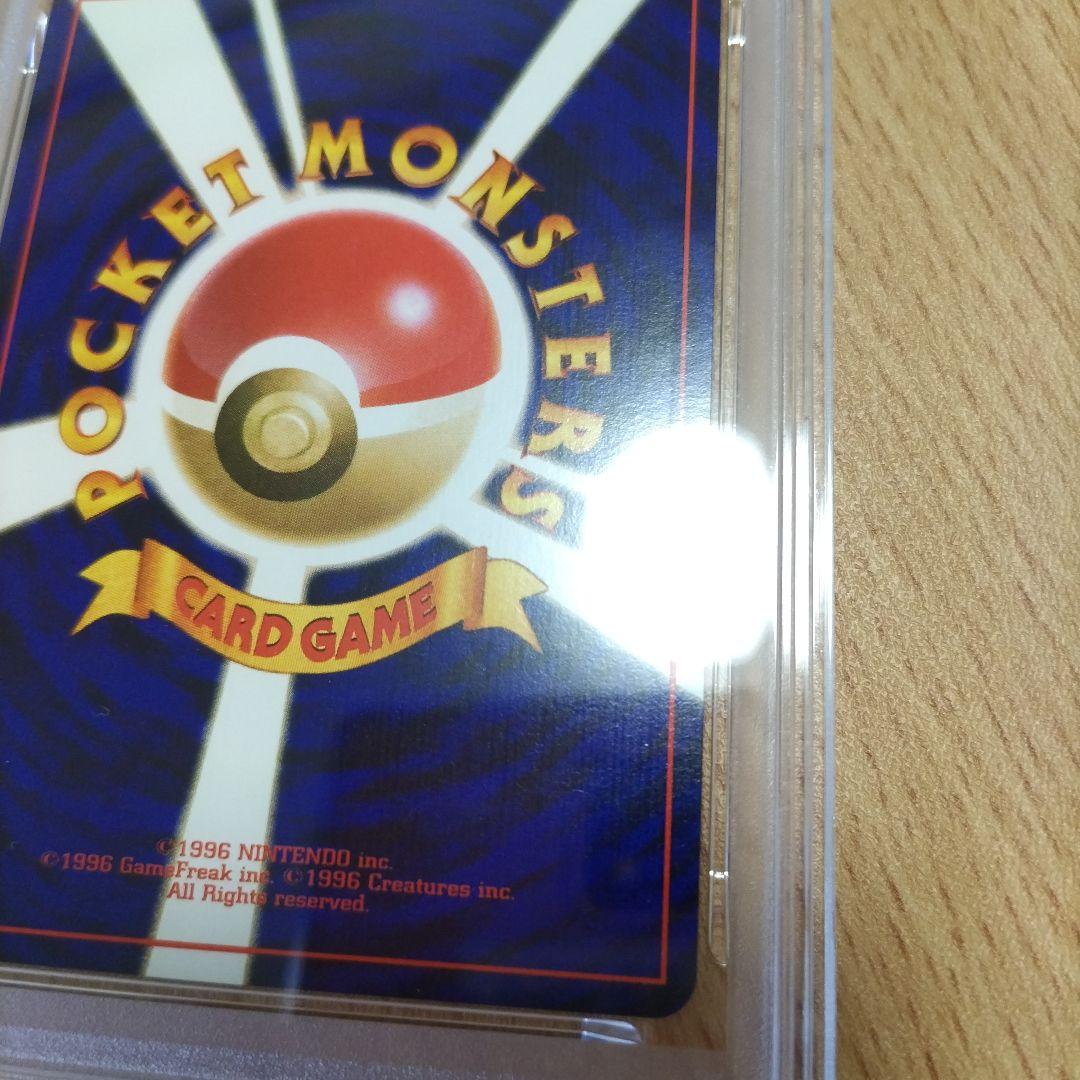 POCKET MONSTERS
CARD GAME
©1996 NINTENDO inc.
©1996 GameFreak inc. ©1996 Creatures inc.
All Rights reserved.